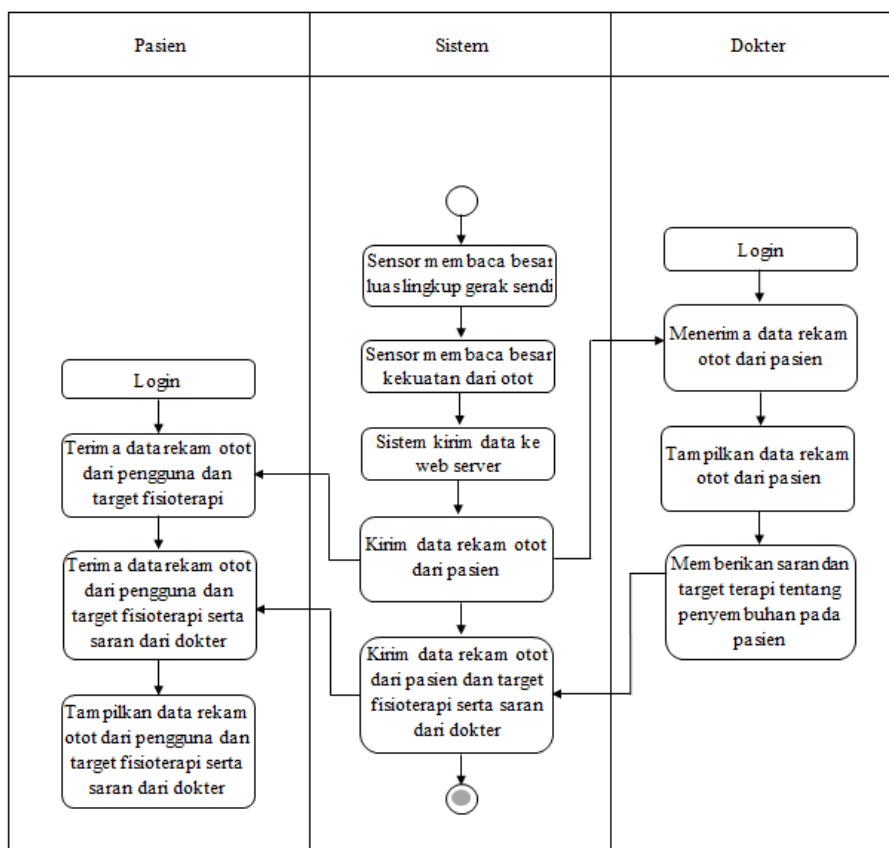 Pasien
Sistem
Dokter
Login
Terima data rekam otot
dari pengguna dan
target fisioterapi
Terima data rekam otot
dari pengguna dan
target fisioterapi serta
saran dari dokter
Tampilkan data rekam
otot dari pengguna dan
target fisioterapi serta
saran dari dokter
Sensor membaca besar
luas lingkup gerak sendi
Sensor membaca besar
kekuatan dari otot
Sistem kirim data ke
web server
Kirim data rekam otot
dari pasien
Kirim data rekam otot
dari pasien dan target
fisioterapi serta saran
dari dokter
Login
Menerima data rekam
otot dari pasien
Tampilkan data rekam
otot dari pasien
Memberikan saran dan
target terapi tentang
penyembuhan pada
pasien